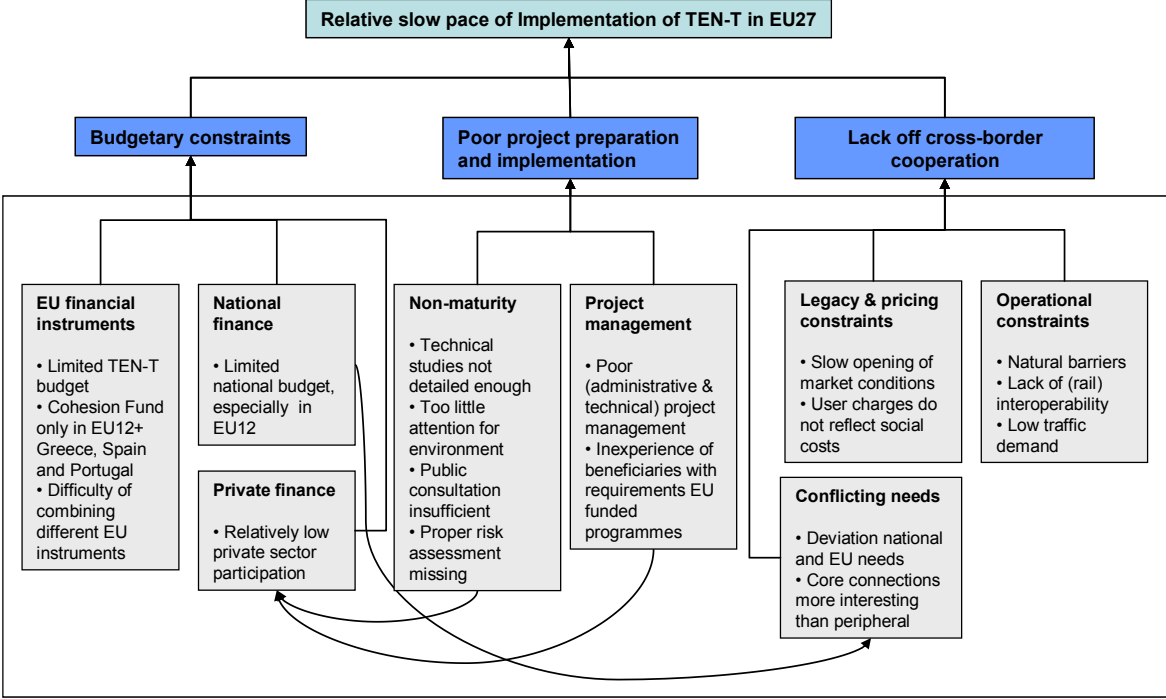 Relative slow pace of Implementation of TEN-T in EU27
Budgetary constraints
Poor project preparation
and implementation
Lack off cross-border
cooperation
EU financial
instruments
• Limited TEN-T
budget
• Cohesion Fund
only in EU12+
Greece, Spain
and Portugal
• Difficulty of
combining
different EU
instruments
National
finance
• Limited
national budget,
especially in
EU12
Private finance
• Relatively low
private sector
participation
Non-maturity
• Technical
studies not
detailed enough
• Too little
attention for
environment
• Public
consultation
insufficient
• Proper risk
assessment
missing
Project
management
• Poor
(administrative &
technical) project
management
• Inexperience of
beneficiaries with
requirements EU
funded
programmes
Legacy & pricing
constraints
• Slow opening of
market conditions
• User charges do
not reflect social
costs
Operational
constraints
• Natural barriers
• Lack of (rail)
interoperability
• Low traffic
demand
Conflicting needs
• Deviation national
and EU needs
• Core connections
more interesting
than peripheral